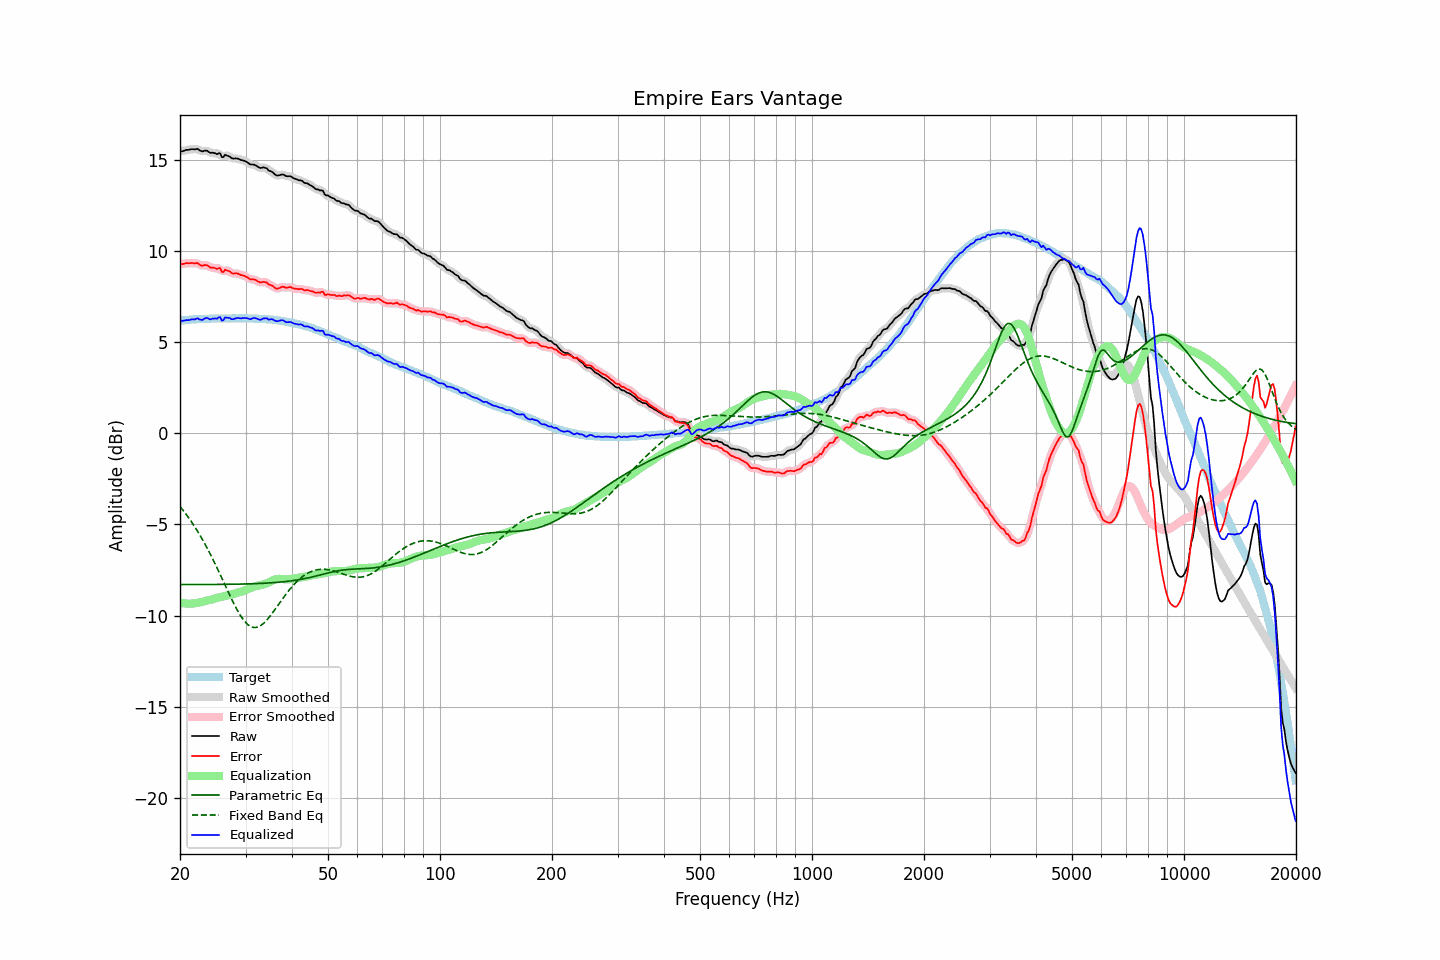 Empire Ears Vantage
15
10
5
0
−5
−10
−15
−20
Amplitude (dBr)
Target
Raw Smoothed
Error Smoothed
Raw
Error
Equalization
Parametric Eq
Fixed Band Eq
Equalized
20 50 100 200 500 1000 2000 5000 10000 20000
Frequency (Hz)